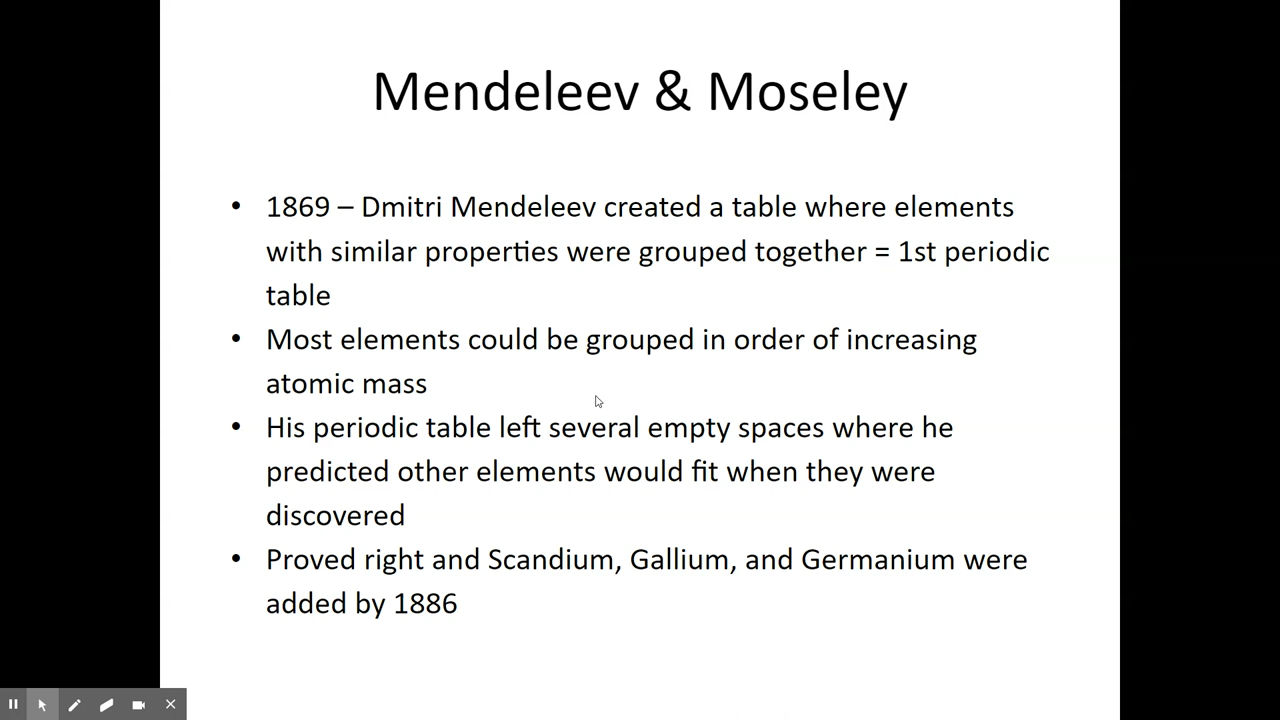 Mendeleev & Moseley
• 1869 – Dmitri Mendeleev created a table where elements
with similar properties were grouped together = 1st periodic
table
• Most elements could be grouped in order of increasing
atomic mass
• His periodic table left several empty spaces where he
predicted other elements would fit when they were
discovered
• Proved right and Scandium, Gallium, and Germanium were
added by 1886